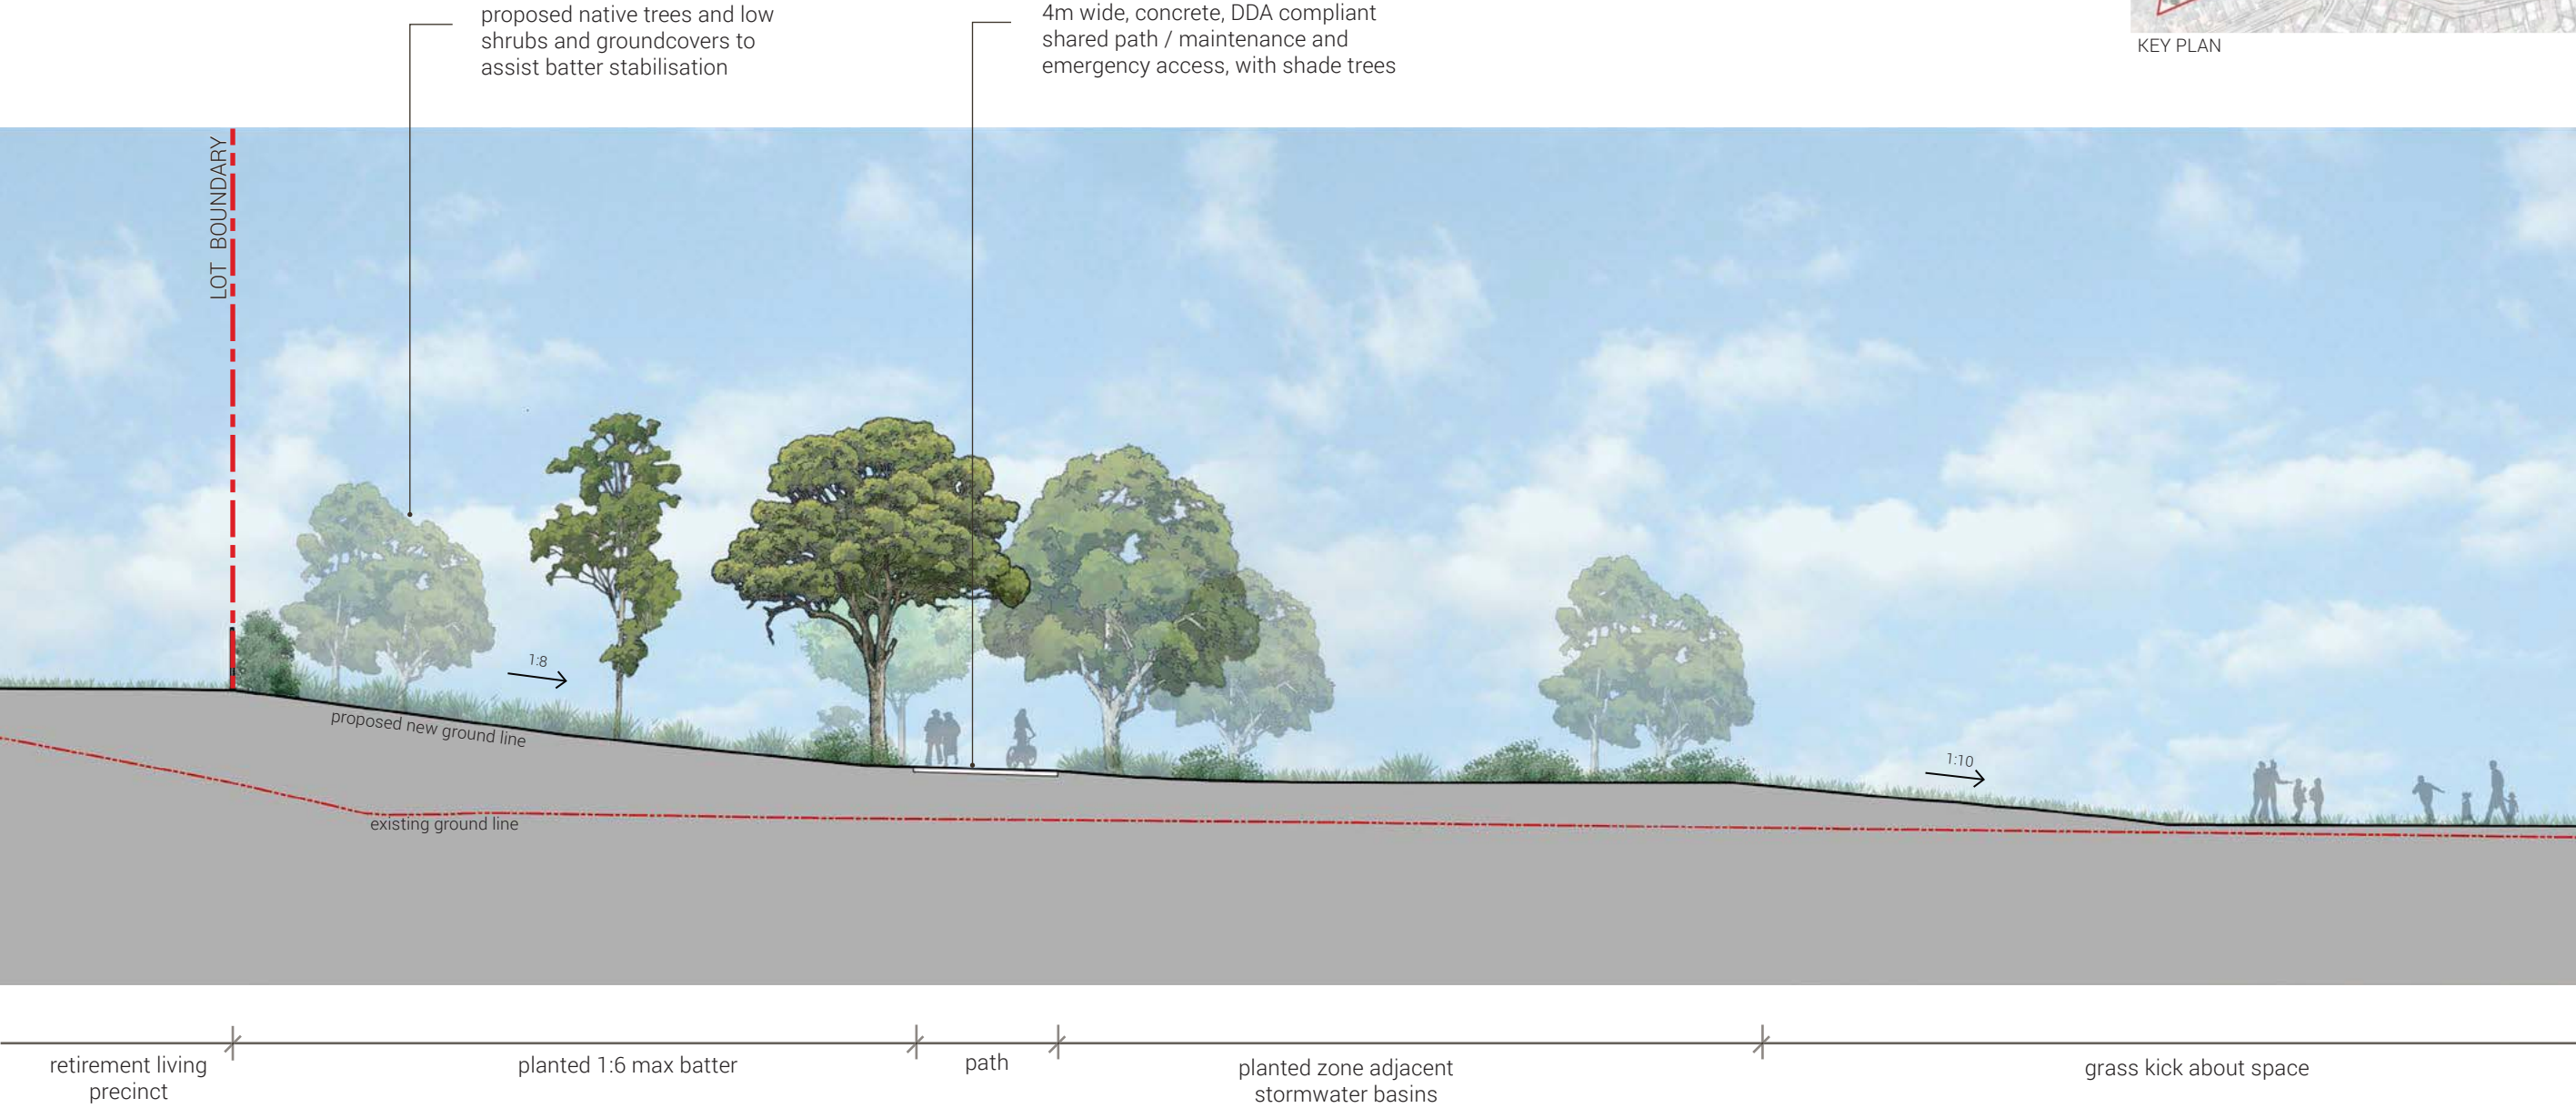 proposed native trees and low
shrubs and groundcovers to
assist batter stabilisation
4m wide, concrete, DDA compliant
shared path / maintenance and
emergency access, with shade trees
KEY PLAN
LOT BOUNDARY
1:8
proposed new ground line
existing ground line
1:10
retirement living
precinct
planted 1:6 max batter
path
planted zone adjacent
stormwater basins
grass kick about space